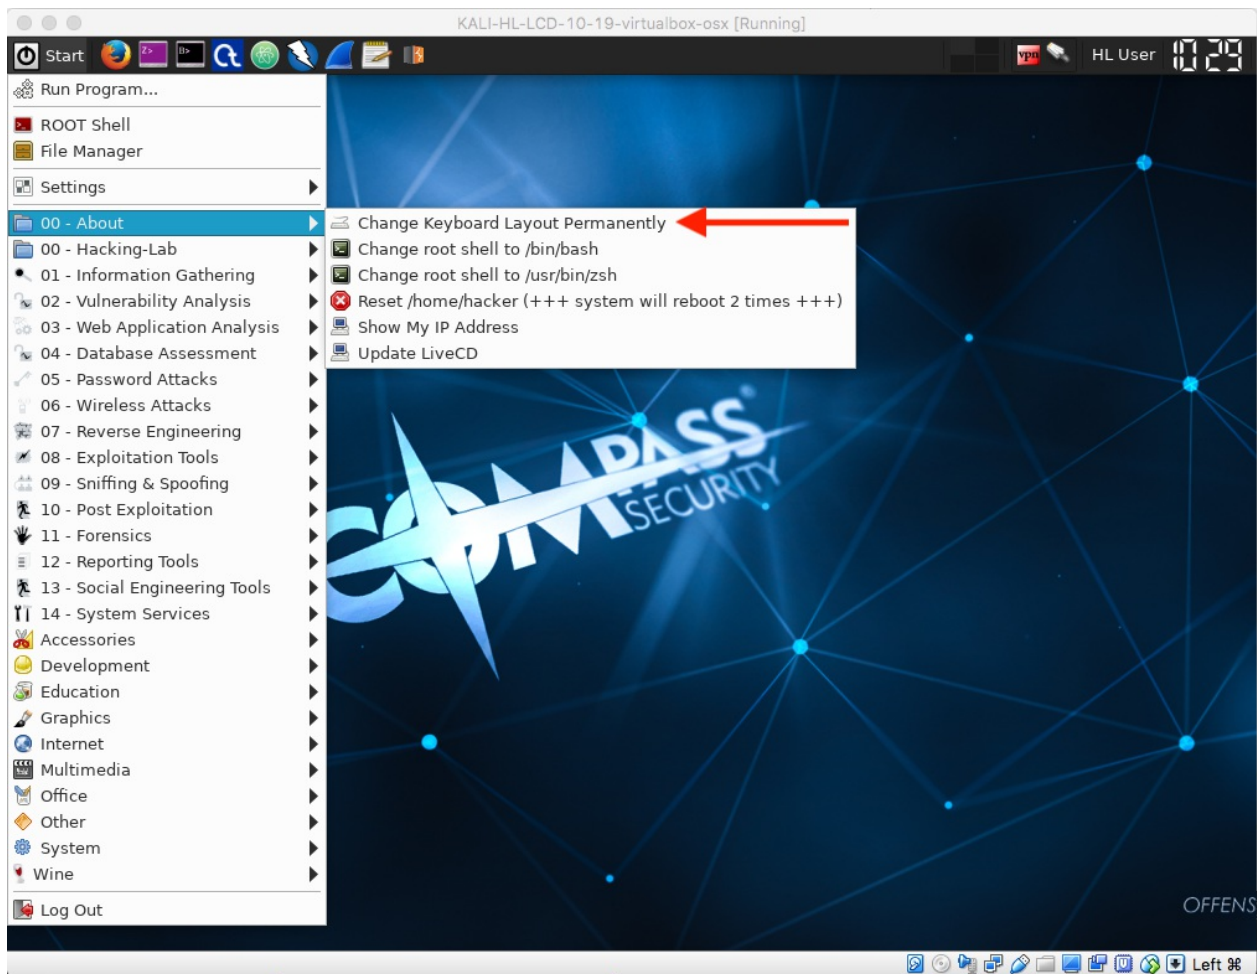 KALI-HL-LCD-10-19-virtualbox-osx [Running]
Start
vpn
HL User
10 29
Run Program...
ROOT Shell
File Manager
Settings
00 - About
00 - Hacking-Lab
01 - Information Gathering
02 - Vulnerability Analysis
03 - Web Application Analysis
04 - Database Assessment
05 - Password Attacks
06 - Wireless Attacks
07 - Reverse Engineering
08 - Exploitation Tools
09 - Sniffing & Spoofing
10 - Post Exploitation
11 - Forensics
12 - Reporting Tools
13 - Social Engineering Tools
14 - System Services
Accessories
Development
Education
Graphics
Internet
Multimedia
Office
Other
System
Wine
Log Out
Change Keyboard Layout Permanently
Change root shell to /bin/bash
Change root shell to /usr/bin/zsh
Reset /home/hacker (+++ system will reboot 2 times +++)
Show My IP Address
Update LiveCD
COMPASS®
SECURITY
OFFENS
Left ⌘